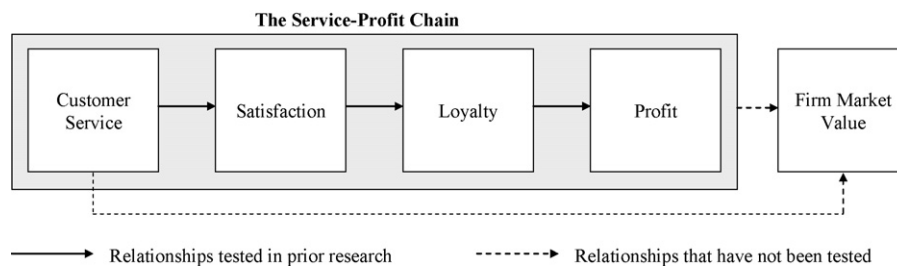 The Service-Profit Chain
Customer
Service
Satisfaction
Loyalty
Profit
Firm Market
Value
Relationships tested in prior research
Relationships that have not been tested